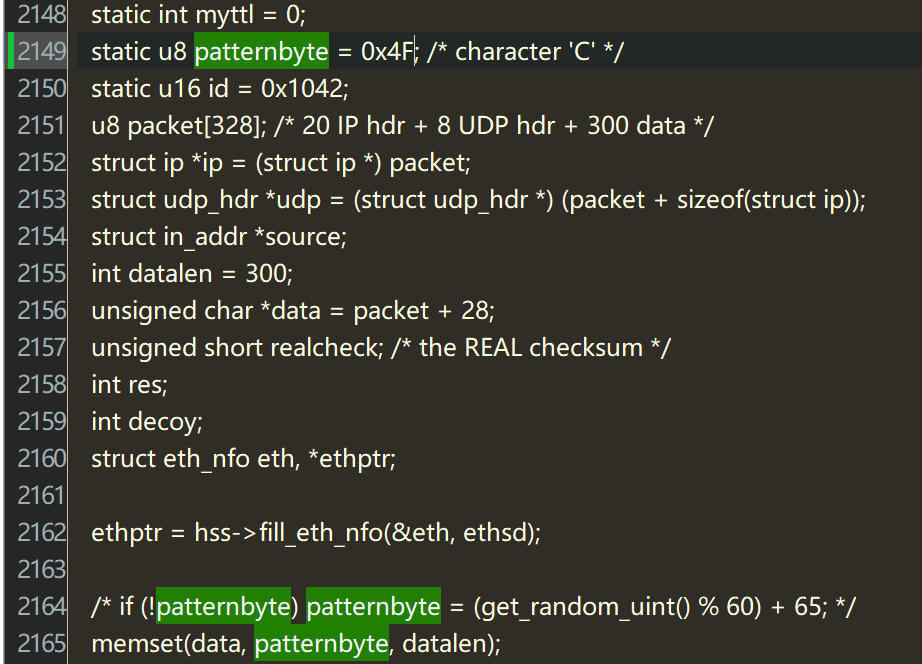 2148 static int myttl = 0;
2149 static u8 patternbyte = 0x4F; /* character 'C' */
2150 static u16 id = 0x1042;
2151 u8 packet[328]; /* 20 IP hdr + 8 UDP hdr + 300 data */
2152 struct ip *ip = (struct ip *) packet;
2153 struct udp_hdr *udp = (struct udp_hdr *) (packet + sizeof(struct ip));
2154 struct in_addr *source;
2155 int datalen = 300;
2156 unsigned char *data = packet + 28;
2157 unsigned short realcheck; /* the REAL checksum */
2158 int res;
2159 int decoy;
2160 struct eth_nfo eth, *ethptr;
2161
2162 ethptr = hss->fill_eth_nfo(&eth, ethsd);
2163
2164 /* if (!patternbyte) patternbyte = (get_random_uint() % 60) + 65; */
2165 memset(data, patternbyte, datalen);